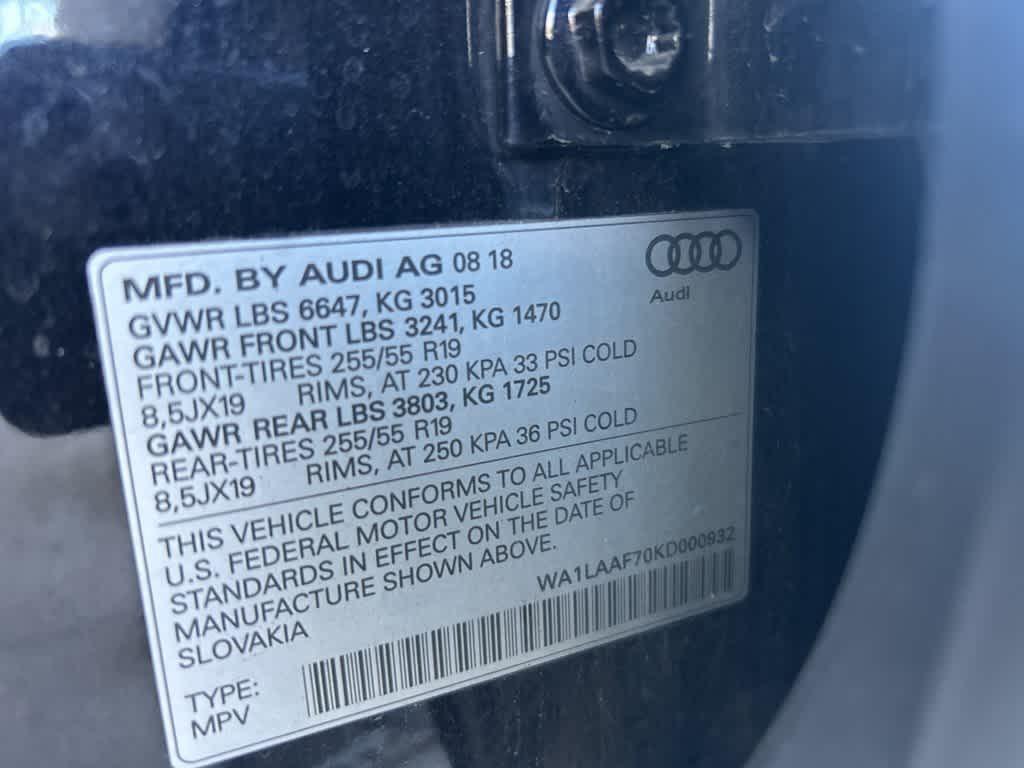 MFD. BY AUDI AG 08 18
Audi
GVWR LBS 6647, KG 3015
GAWR FRONT LBS 3241, KG 1470
FRONT-TIRES 255/55 R19
8,5JX19 RIMS, AT 230 KPA 33 PSI COLD
GAWR REAR LBS 3803, KG 1725
REAR-TIRES 255/55 R19
8,5JX19 RIMS, AT 250 KPA 36 PSI COLD
THIS VEHICLE CONFORMS TO ALL APPLICABLE
U.S. FEDERAL MOTOR VEHICLE SAFETY
STANDARDS IN EFFECT ON THE DATE OF
MANUFACTURE SHOWN ABOVE.
SLOVAKIA
WA1LAAF70KD000932
TYPE:
MPV